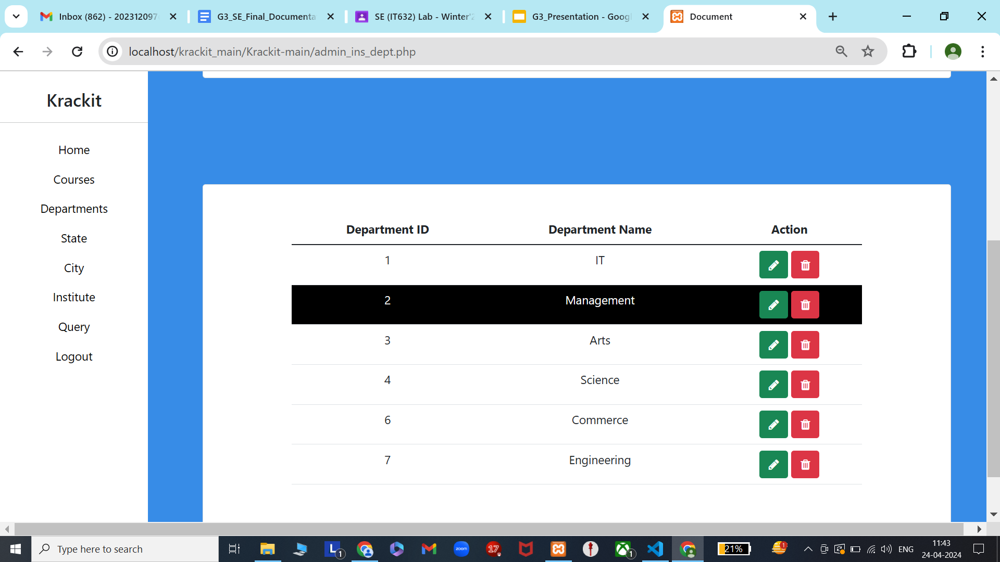 Inbox (862) - 202312097
G3_SE_Final_Documenta
SE (IT632) Lab - Winter'2
G3_Presentation - Googl
Document
localhost/krackit_main/Krackit-main/admin_ins_dept.php
Krackit
Home
Courses
Departments
State
City
Institute
Query
Logout
Department ID Department Name Action
1 IT
2 Management
3 Arts
4 Science
6 Commerce
7 Engineering
Type here to search
L 1
zoom
17
1
21%
1
ENG
11:43
24-04-2024